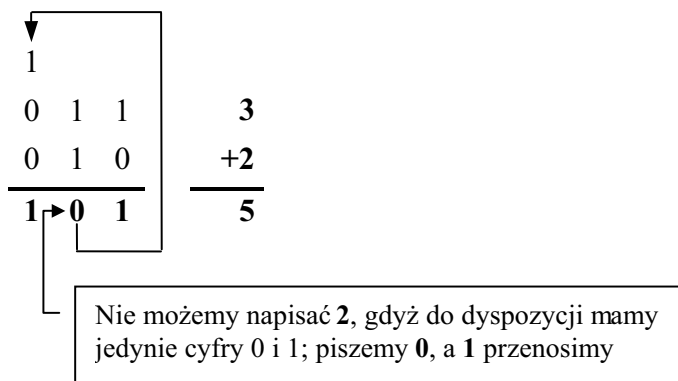 1
0 1 1 3
0 1 0 +2
1 0 1 5
Nie możemy napisać 2, gdyż do dyspozycji mamy
jedynie cyfry 0 i 1; piszemy 0, a 1 przenosimy